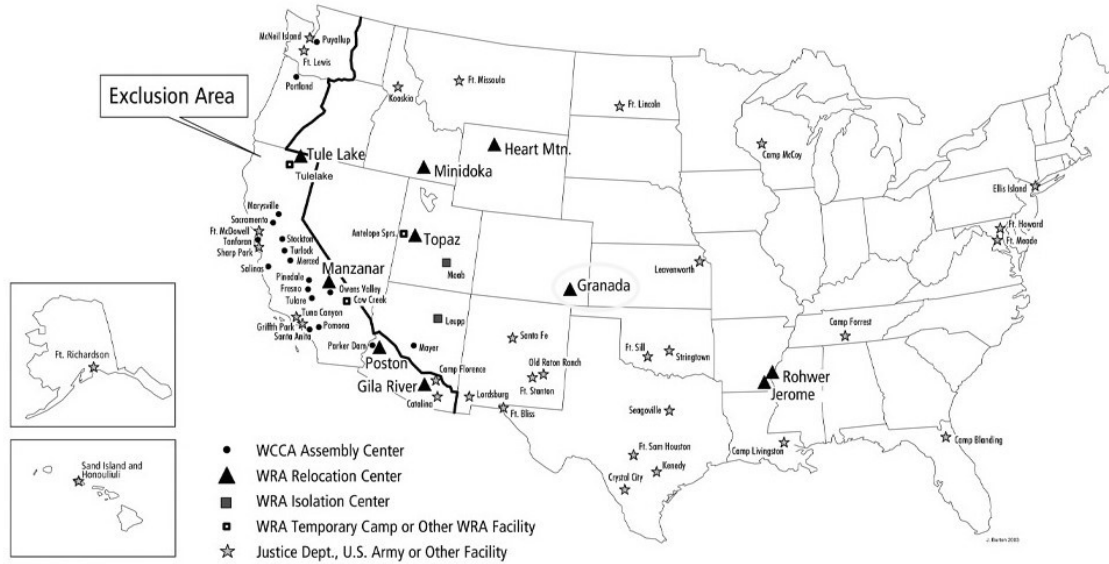 McNeil Island
Puyallup
Ft. Lewis
Portland
Exclusion Area
Kooskia
Ft. Missoula
Ft. Lincoln
Camp McCoy
Ellis Island
Ft. Howard
Ft. Meade
Tule Lake
Tulelake
Minidoka
Heart Mtn.
Marysville
Sacramento
Ft. McDowell
Tanforan
Sharp Park
Stockton
Turlock
Merced
Salinas
Pinedale
Fresno
Tulare
Manzanar
Owens Valley
Cow Creek
Tuna Canyon
Griffith Park
Santa Anita
Pomona
Antelope Sprs.
Topaz
Moab
Leupp
Granada
Leavenworth
Parker Dam
Poston
Mayer
Gila River
Camp Florence
Catalina
Lordsburg
Santa Fe
Old Raton Ranch
Ft. Stanton
Ft. Bliss
Ft. Sill
Stringtown
Camp Forrest
Rohwer
Jerome
Seagoville
Ft. Sam Houston
Kenedy
Crystal City
Camp Livingston
Camp Blanding
Ft. Richardson
Sand Island and
Honouliuli
WCCA Assembly Center
WRA Relocation Center
WRA Isolation Center
WRA Temporary Camp or Other WRA Facility
Justice Dept., U.S. Army or Other Facility